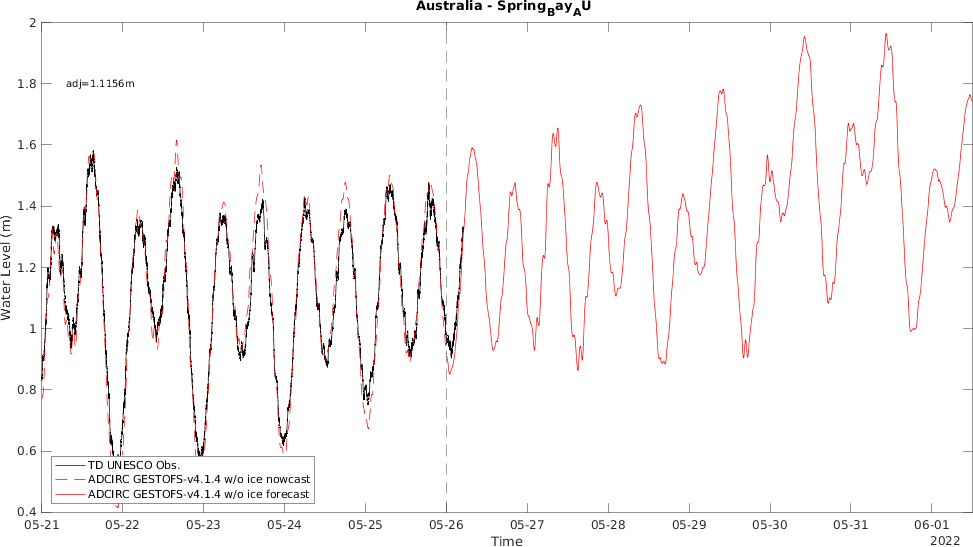 Australia - Spring_Bay_AU
adj=1.1156m
Water Level (m)
2
1.8
1.6
1.4
1.2
1
0.8
0.6
0.4
TD UNESCO Obs.
ADCIRC GESTOFS-v4.1.4 w/o ice nowcast
ADCIRC GESTOFS-v4.1.4 w/o ice forecast
05-21 05-22 05-23 05-24 05-25 05-26 05-27 05-28 05-29 05-30 05-31 06-01
Time
2022